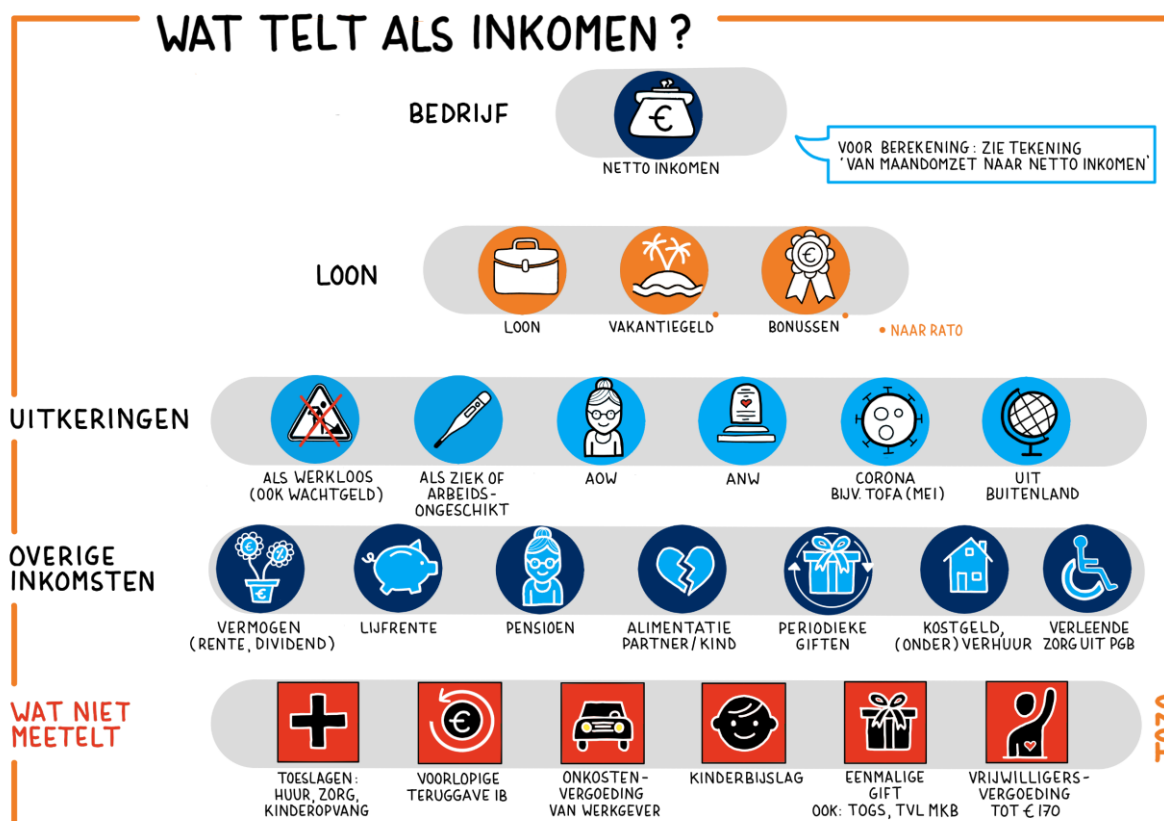 WAT TELT ALS INKOMEN ?
BEDRIJF
€
NETTO INKOMEN
VOOR BEREKENING: ZIE TEKENING
'VAN MAANDOMZET NAAR NETTO INKOMEN'
LOON
€
LOON
VAKANTIEGELD •
BONUSSEN •
• NAAR RATO
UITKERINGEN
ALS WERKLOOS
(OOK WACHTGELD)
ALS ZIEK OF
ARBEIDS-
ONGESCHIKT
AOW
ANW
CORONA
BIJV. TOFA (MEI)
UIT
BUITENLAND
OVERIGE
INKOMSTEN
€ %
€
VERMOGEN
(RENTE, DIVIDEND)
LIJFRENTE
PENSIOEN
ALIMENTATIE
PARTNER/KIND
PERIODIEKE
GIFTEN
KOSTGELD,
(ONDER)VERHUUR
VERLEENDE
ZORG UIT PGB
WAT NIET
MEETELT
€
TOESLAGEN:
HUUR, ZORG,
KINDEROPVANG
VOORLOPIGE
TERUGGAVE IB
ONKOSTEN-
VERGOEDING
VAN WERKGEVER
KINDERBIJSLAG
EENMALIGE
GIFT
OOK: TOGS, TVL MKB
VRIJWILLIGERS-
VERGOEDING
TOT € 170
TOZO